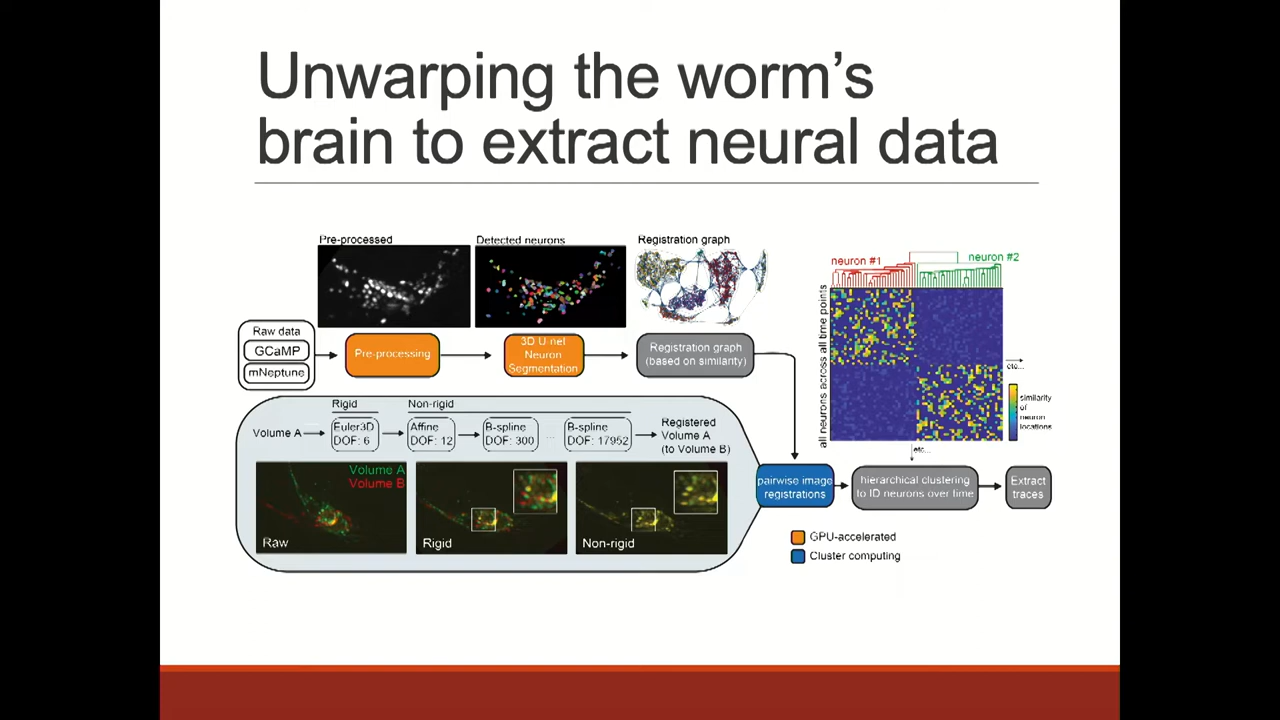 Unwarping the worm's
brain to extract neural data
Pre-processed
Detected neurons
Registration graph
Raw data
GCaMP
mNeptune
Pre-processing
3D U net
Neuron
Segmentation
Registration graph
(based on similarity)
neuron #1
neuron #2
all neurons across all time points
etc...
similarity
of
neuron
locations
etc...
Rigid
Non-rigid
Volume A
Euler3D
DOF: 6
Affine
DOF: 12
B-spline
DOF: 300
...
B-spline
DOF: 17952
Registered
Volume A
(to Volume B)
Volume A
Volume B
Raw
Rigid
Non-rigid
pairwise image
registrations
hierarchical clustering
to ID neurons over time
Extract
traces
GPU-accelerated
Cluster computing